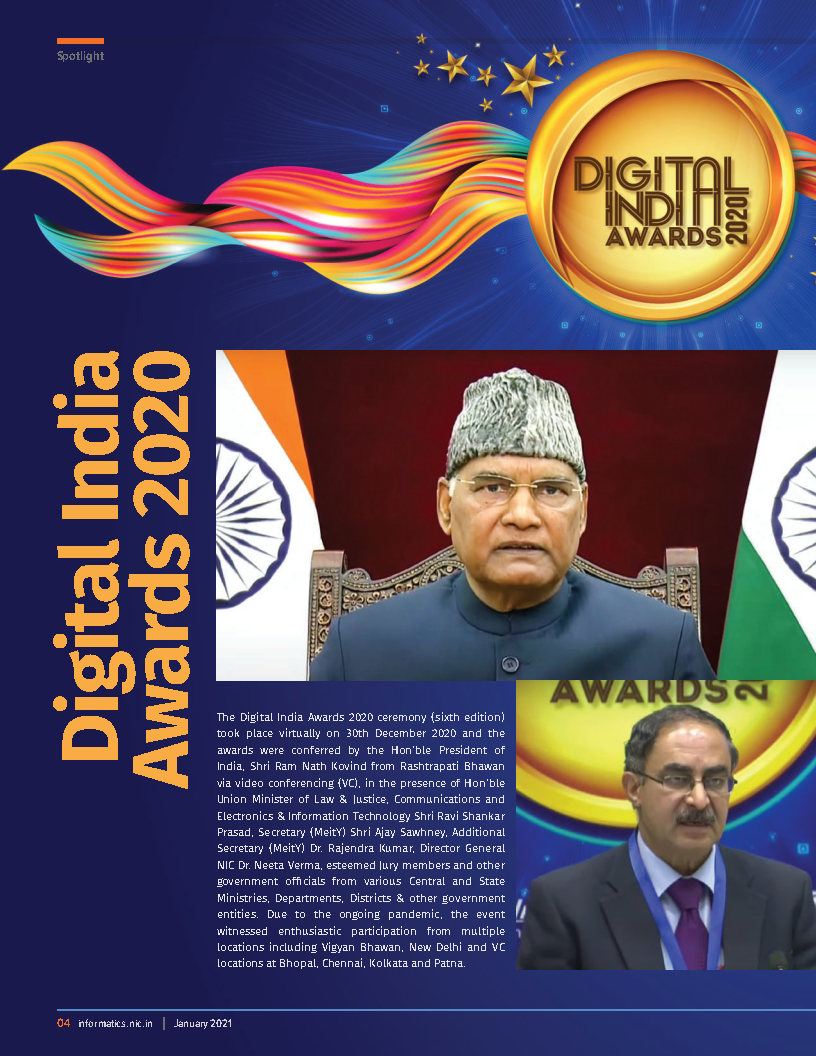 Spotlight
DIGITAL
INDIA
AWARDS
2020
Digital India
Awards 2020
AWARDS
The Digital India Awards 2020 ceremony (sixth edition)
took place virtually on 30th December 2020 and the
awards were conferred by the Hon'ble President of
India, Shri Ram Nath Kovind from Rashtrapati Bhawan
via video conferencing (VC), in the presence of Hon'ble
Union Minister of Law & Justice, Communications and
Electronics & Information Technology Shri Ravi Shankar
Prasad, Secretary (MeitY) Shri Ajay Sawhney, Additional
Secretary (MeitY) Dr. Rajendra Kumar, Director General
NIC Dr. Neeta Verma, esteemed Jury members and other
government officials from various Central and State
Ministries, Departments, Districts & other government
entities. Due to the ongoing pandemic, the event
witnessed enthusiastic participation from multiple
locations including Vigyan Bhawan, New Delhi and VC
locations at Bhopal, Chennai, Kolkata and Patna.
04 informatics.nic.in | January 2021